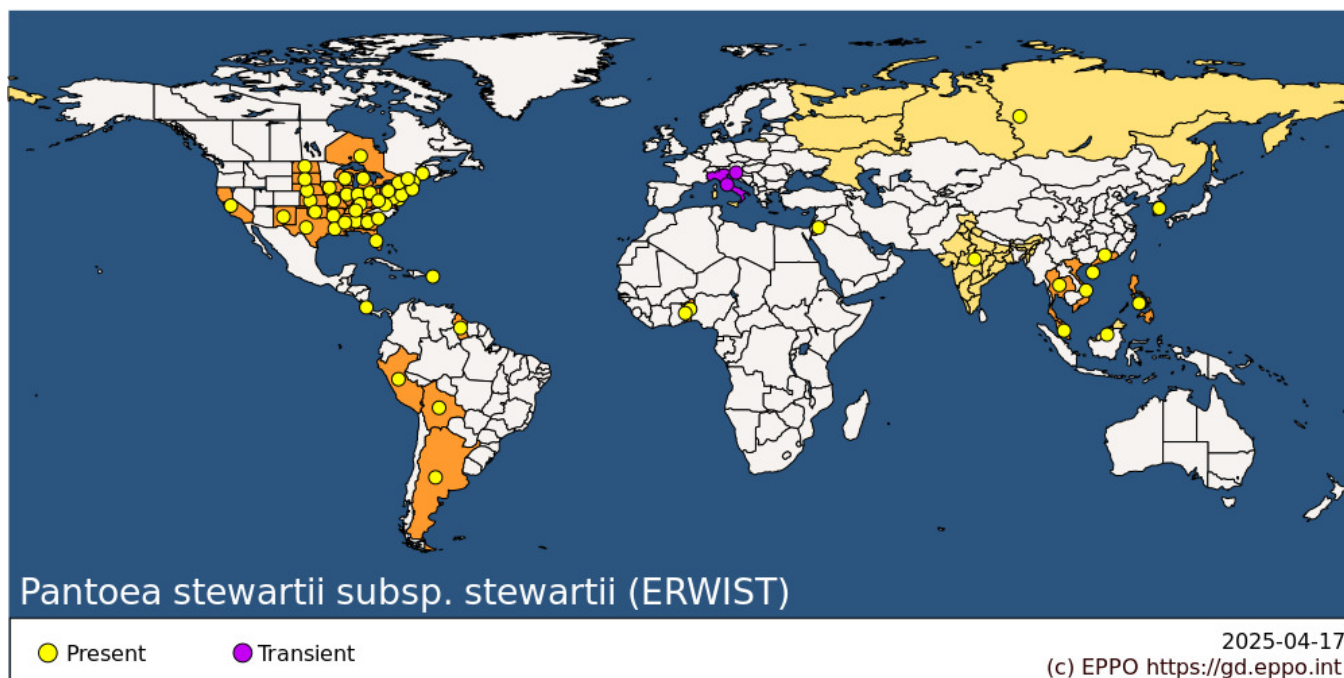 Pantoea stewartii subsp. stewartii (ERWIST)
Present
Transient
2025-04-17
(c) EPPO https://gd.eppo.int